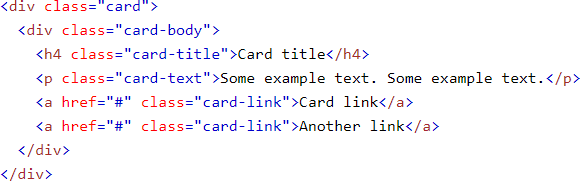 <div class="card">
  <div class="card-body">
    <h4 class="card-title">Card title</h4>
    <p class="card-text">Some example text. Some example text.</p>
    <a href="#" class="card-link">Card link</a>
    <a href="#" class="card-link">Another link</a>
  </div>
</div>